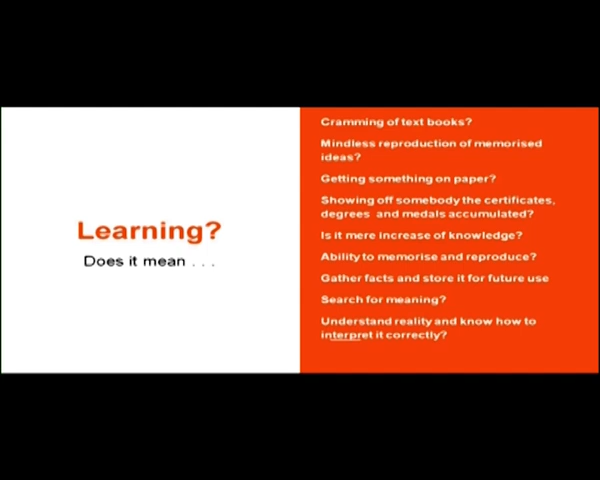 Learning?
Does it mean . . .
Cramming of text books?
Mindless reproduction of memorised
ideas?
Getting something on paper?
Showing off somebody the certificates,
degrees and medals accumulated?
Is it mere increase of knowledge?
Ability to memorise and reproduce?
Gather facts and store it for future use
Search for meaning?
Understand reality and know how to
interpret it correctly?